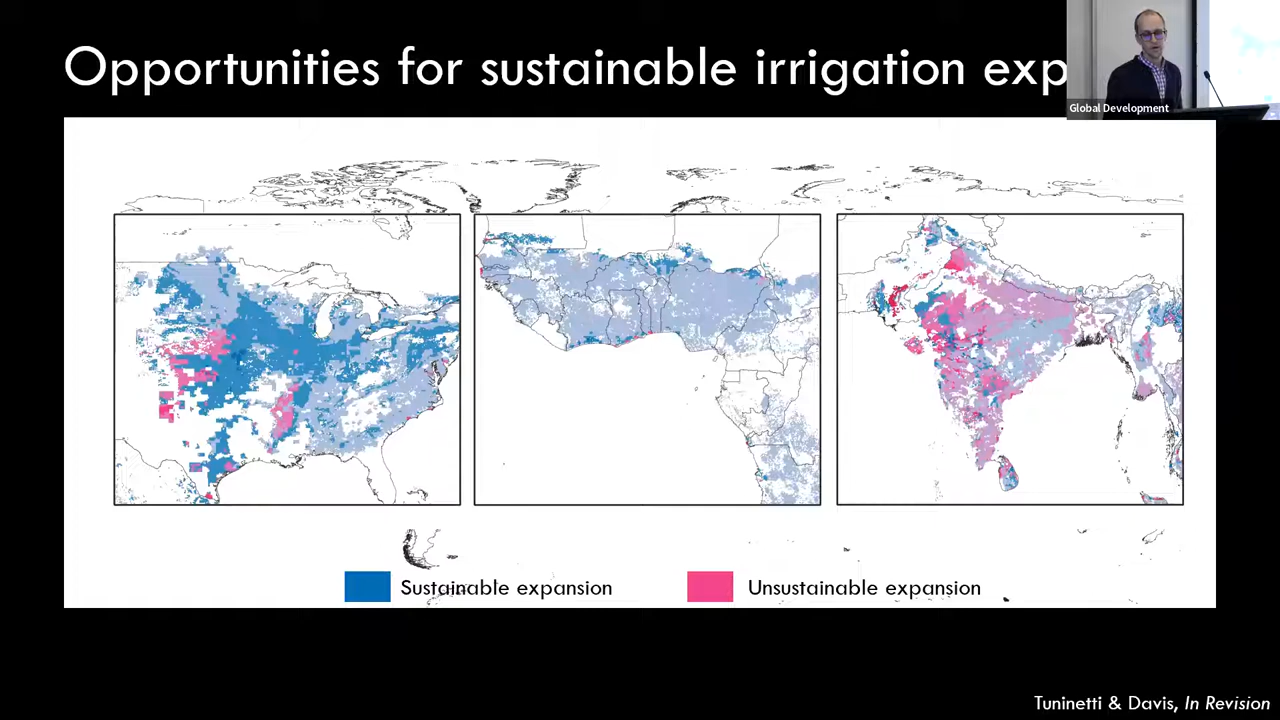 Opportunities for sustainable irrigation exp
Global Development
Sustainable expansion
Unsustainable expansion
Tuninetti & Davis, In Revision